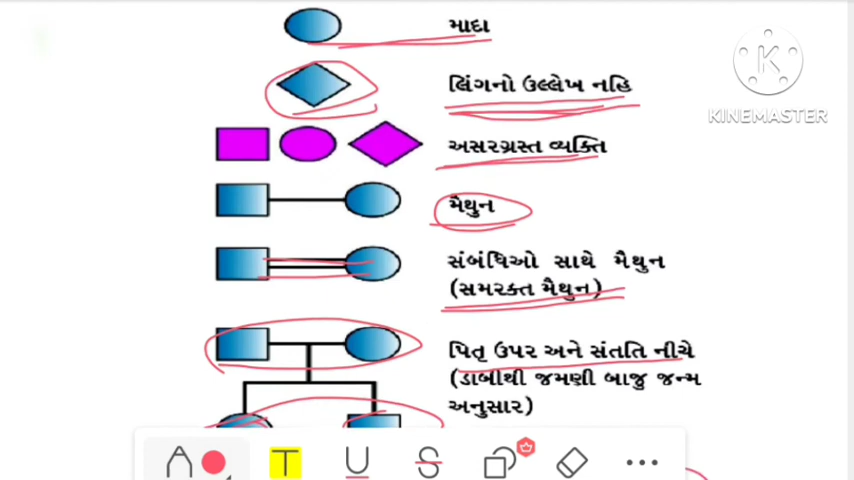 માદા
લિંગનો ઉલ્લેખ નહિ
KINEMASTER
અસરગ્રસ્ત વ્યક્તિ
મૈથુન
સંબંધિઓ સાથે મૈથુન
(સમરક્ત મૈથુન)
પિતૃ ઉપર અને સંતતિ નીચે
(ડાબીથી જમણી બાજુ જન્મ
અનુસાર)